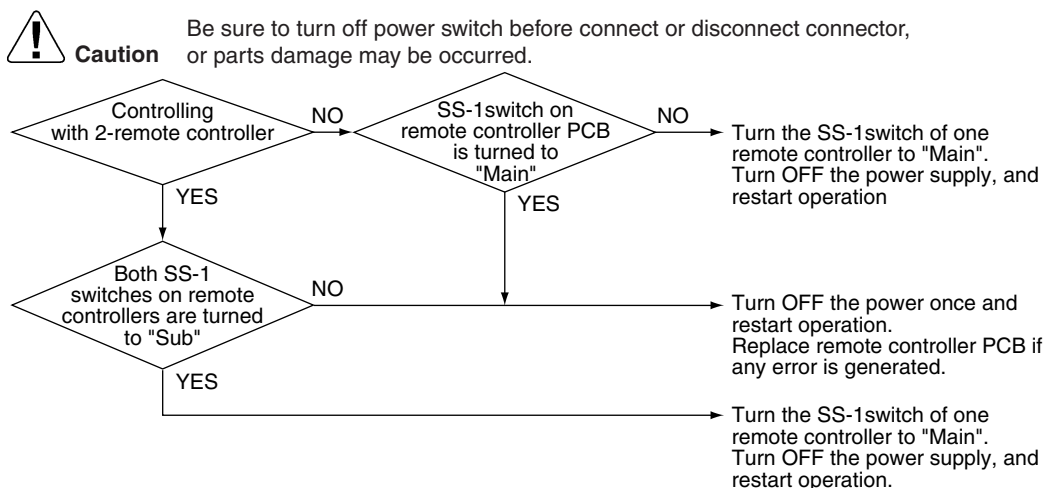 Be sure to turn off power switch before connect or disconnect connector,
Caution or parts damage may be occurred.
Controlling
with 2-remote controller
NO
SS-1switch on
remote controller PCB
is turned to
"Main"
NO
Turn the SS-1switch of one
remote controller to "Main".
Turn OFF the power supply, and
restart operation
YES
YES
Both SS-1
switches on remote
controllers are turned
to "Sub"
NO
Turn OFF the power once and
restart operation.
Replace remote controller PCB if
any error is generated.
YES
Turn the SS-1switch of one
remote controller to "Main".
Turn OFF the power supply, and
restart operation.